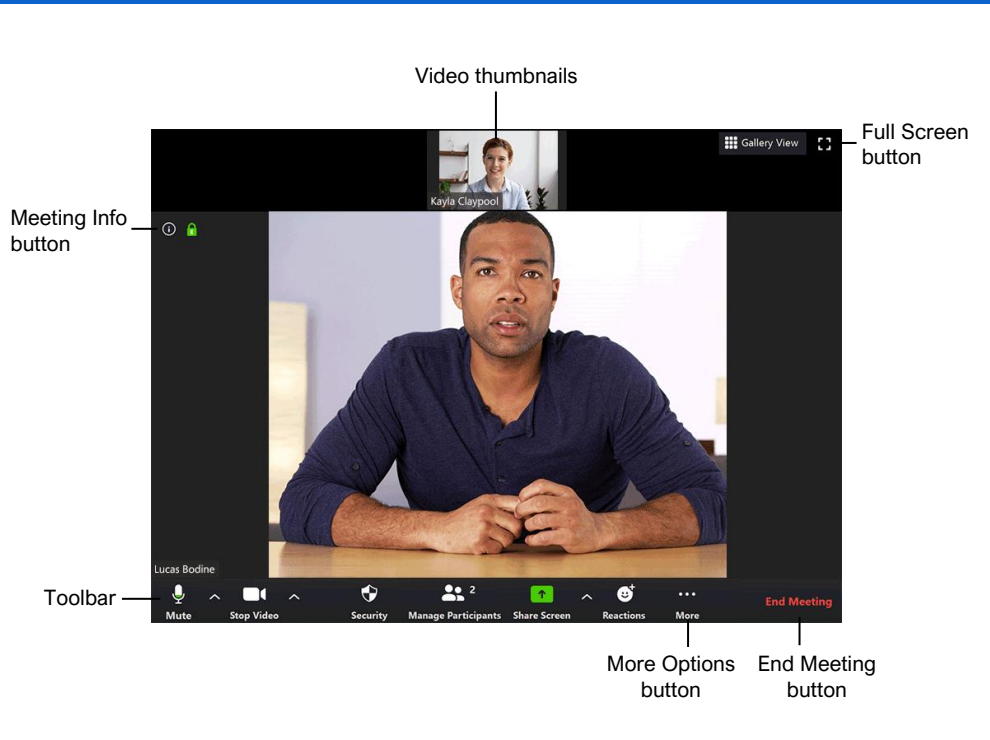 Video thumbnails
Full Screen
button
Gallery View
Kayla Claypool
Meeting Info
button
Lucas Bodine
Toolbar
2
Mute
Stop Video
Security
Manage Participants
Share Screen
Reactions
More
End Meeting
More Options
button
End Meeting
button